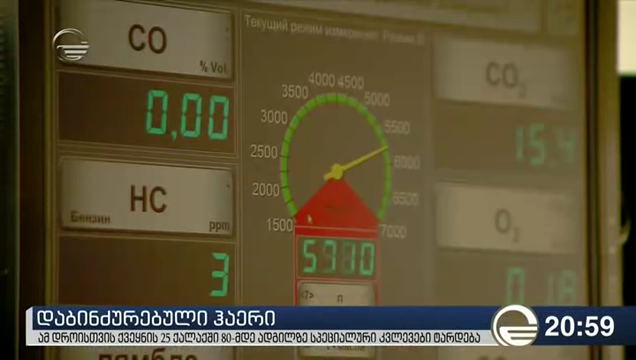 Текущий режим измерения:
CO
% Vol.
0,00
HC
Бензин
ppm
3
1500
2000
2500
3000
3500
4000
4500
5000
5500
6000
6500
7000
5910
<7>
n
CO2
15.4
O2
0.18
დაბინძურებული ჰაერი
ამ დროისთვის ქვეყნის 25 ქალაქში 80-მდე ადგილზე სპეციალური კვლევები ტარდება
20:59